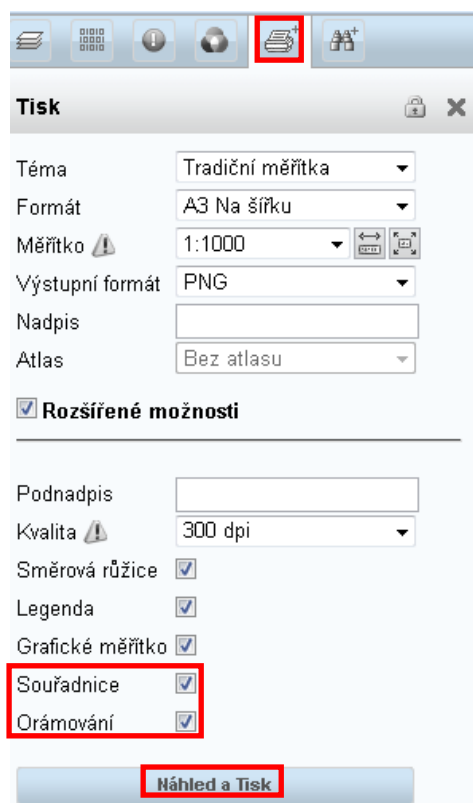 Tisk
Téma Tradiční měřítka
Formát A3 Na šířku
Měřítko 1:1000
Výstupní formát PNG
Nadpis
Atlas Bez atlasu
Rozšířené možnosti
Podnadpis
Kvalita 300 dpi
Směrová růžice
Legenda
Grafické měřítko
Souřadnice
Orámování
Náhled a Tisk